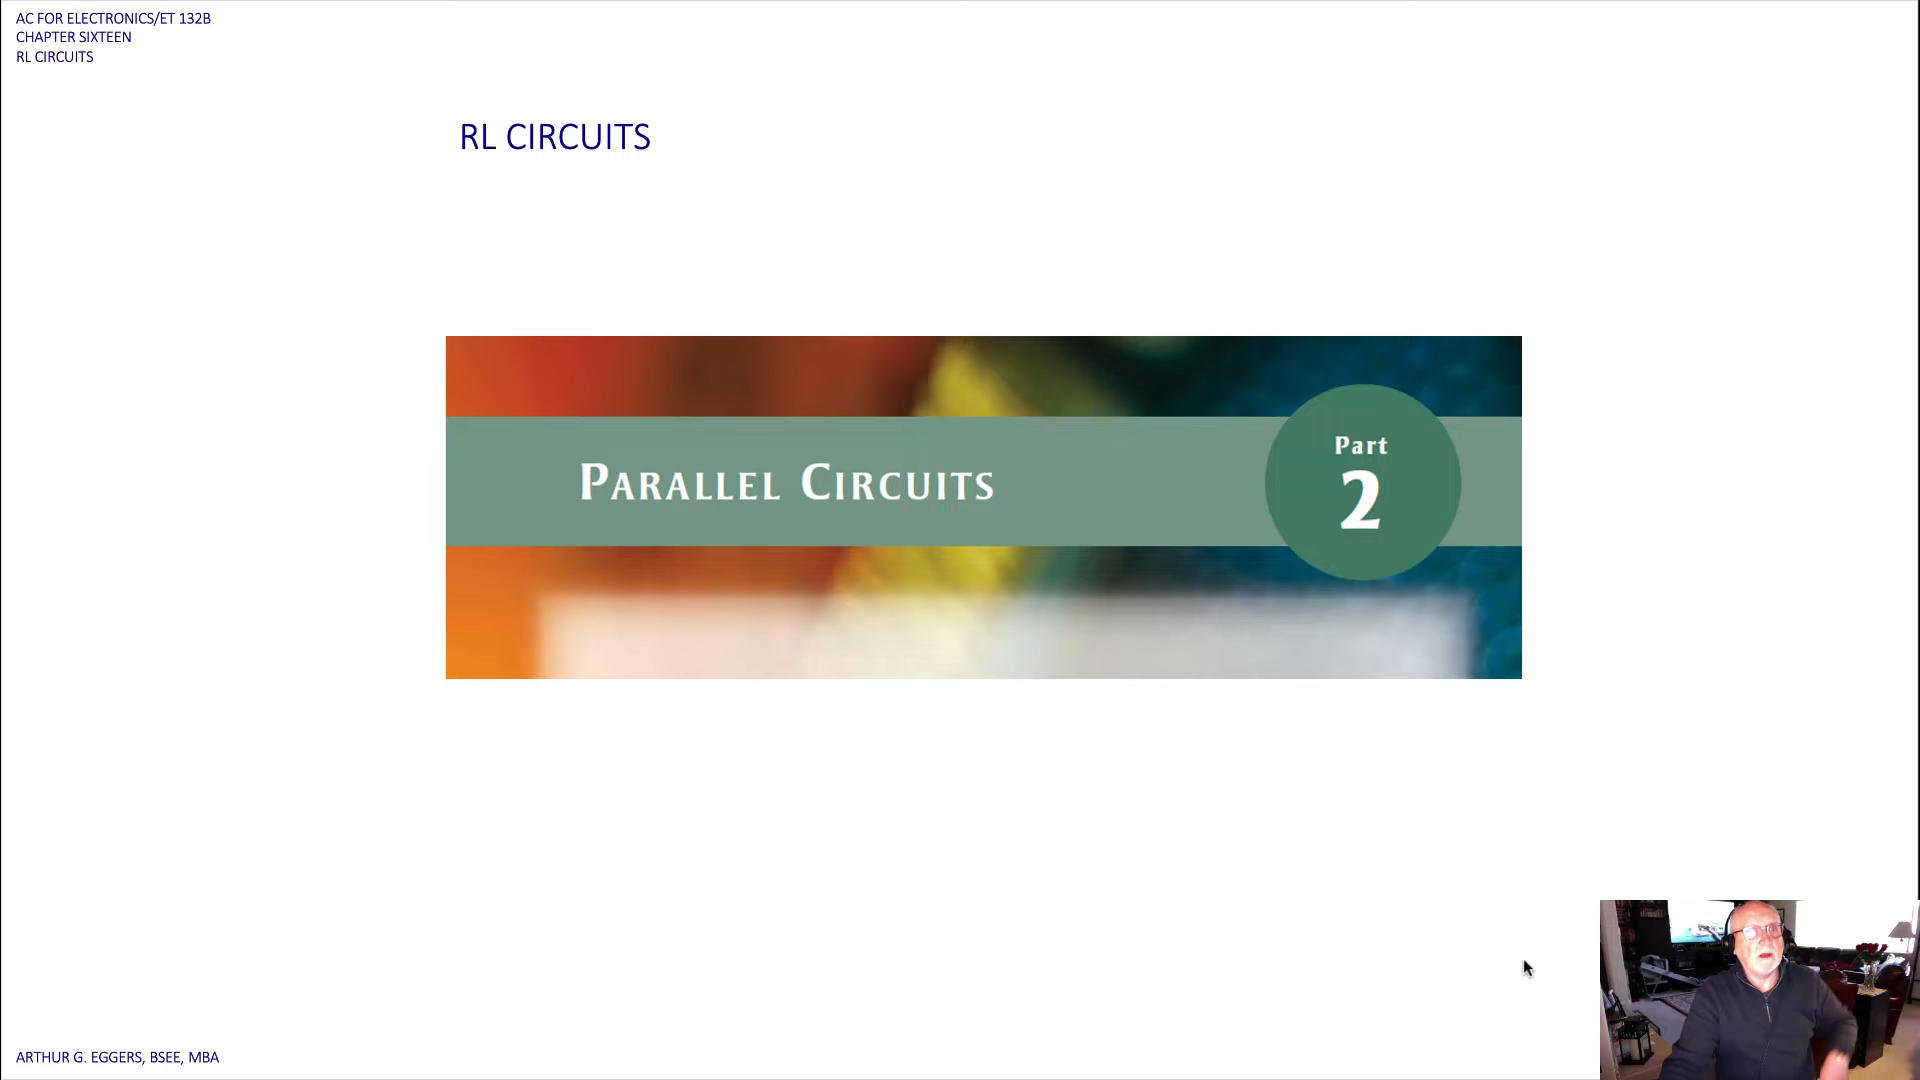 AC FOR ELECTRONICS/ET 132B
CHAPTER SIXTEEN
RL CIRCUITS
RL CIRCUITS
PARALLEL CIRCUITS
Part
2
ARTHUR G. EGGERS, BSEE, MBA